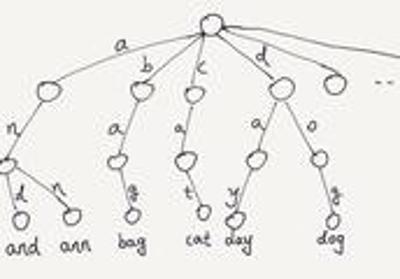 a
b c d
n a a a o
d n g t y g
and ann bag cat day dog